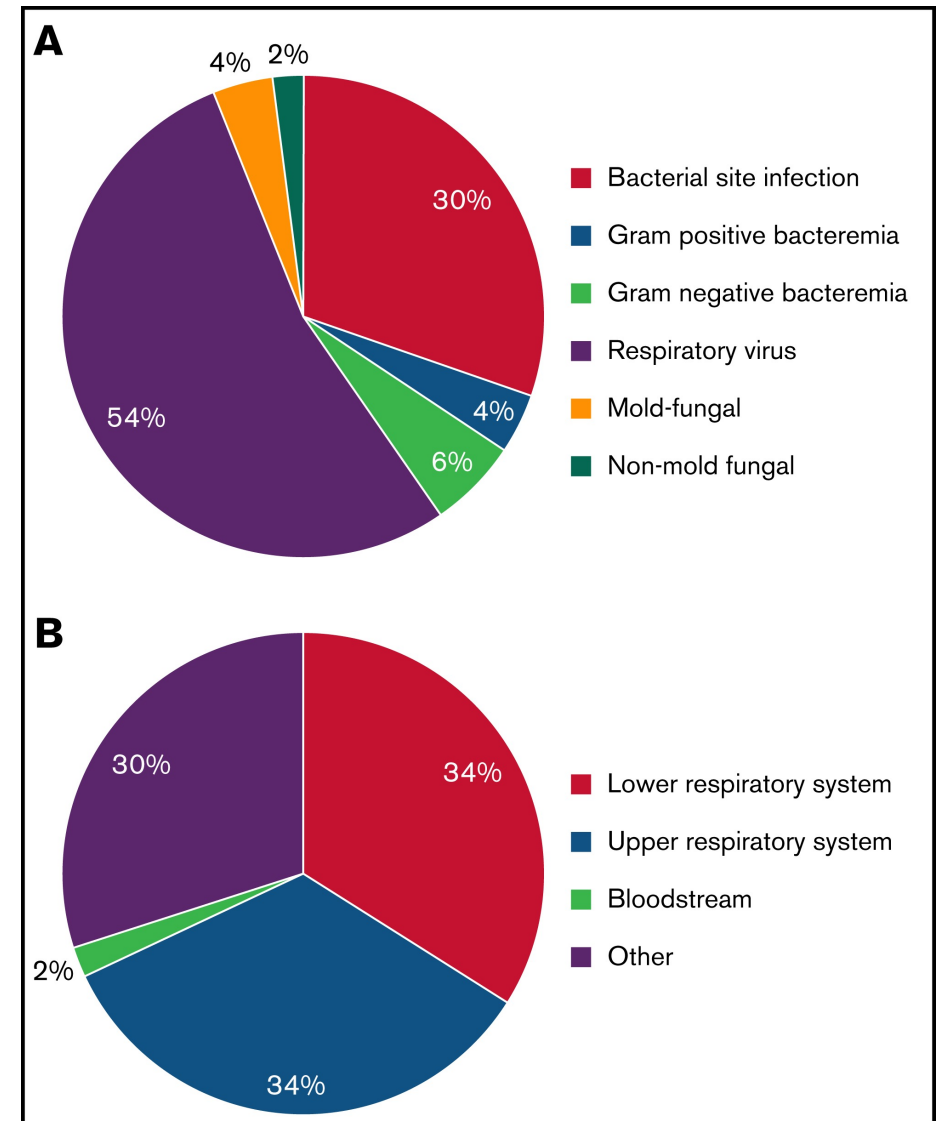 A
4% 2%
30%
4%
6%
54%
Bacterial site infection
Gram positive bacteremia
Gram negative bacteremia
Respiratory virus
Mold-fungal
Non-mold fungal
B
30%
34%
2%
34%
Lower respiratory system
Upper respiratory system
Bloodstream
Other